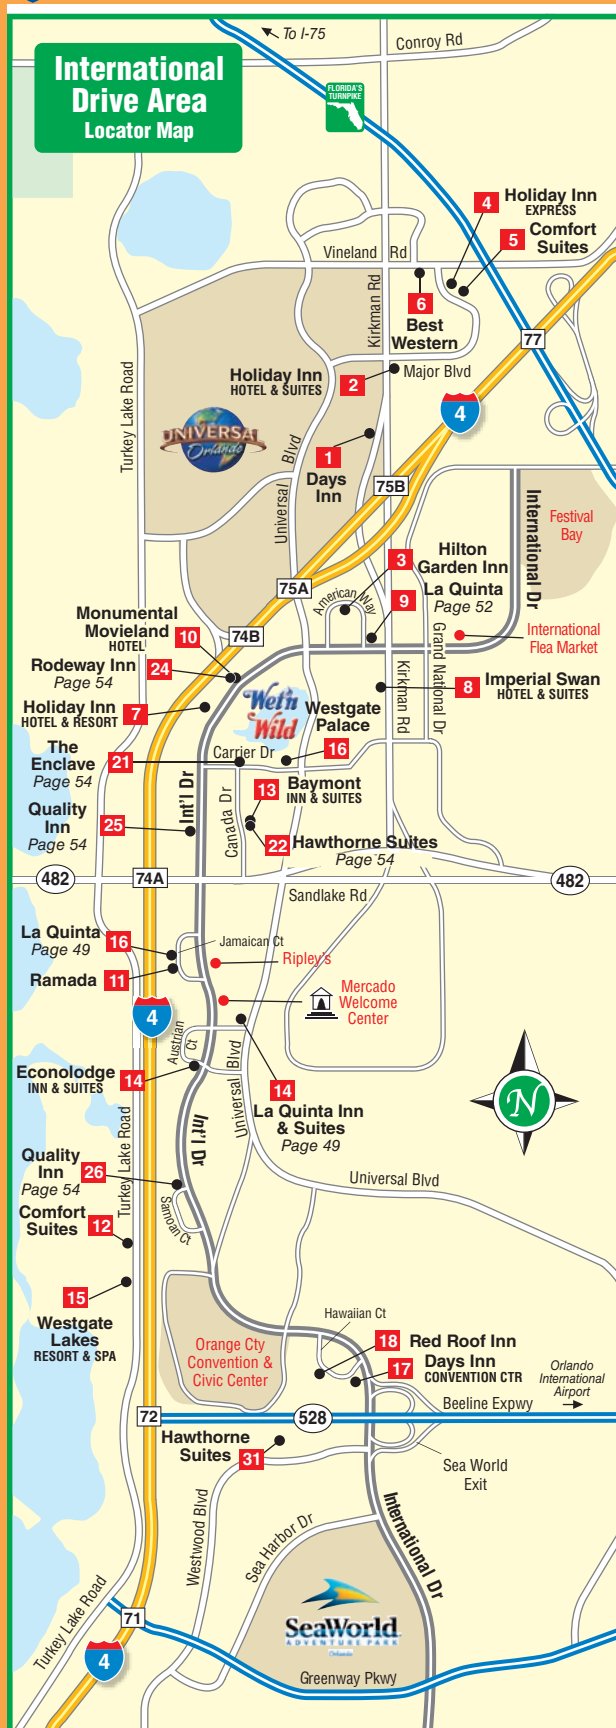 To I-75
Conroy Rd
International
Drive Area
Locator Map
FLORIDA'S
TURNPIKE
4
Holiday Inn
EXPRESS
5
Comfort
Suites
Vineland Rd
Kirkman Rd
6
Best
Western
77
Turkey Lake Road
Holiday Inn
HOTEL & SUITES
2
Major Blvd
4
UNIVERSAL
Orlando
Universal Blvd
1
Days
Inn
75B
International Dr
Festival
Bay
3
Hilton
Garden Inn
75A
American Way
9
La Quinta
Page 52
Monumental
Movieland
HOTEL
10
74B
International
Flea Market
Grand National Dr
Rodeway Inn
Page 54
24
Kirkman Rd
8
Imperial Swan
HOTEL & SUITES
Holiday Inn
HOTEL & RESORT
7
Wet'n
Wild
Westgate
Palace
16
The
Enclave
Page 54
21
Carrier Dr
Int'l Dr
Canada Dr
13
Baymont
INN & SUITES
Quality
Inn
Page 54
25
22
Hawthorne Suites
Page 54
482
74A
482
Sandlake Rd
La Quinta
Page 49
16
Jamaican Ct
Ripley's
Ramada
11
Mercado
Welcome
Center
4
Austrian
Ct
Universal Blvd
Econolodge
INN & SUITES
14
14
La Quinta Inn
& Suites
Page 49
N
Turkey Lake Road
Int'l Dr
Quality
Inn
Page 54
26
Universal Blvd
Samoan Ct
Comfort
Suites
12
15
Westgate
Lakes
RESORT & SPA
Hawaiian Ct
Orange Cty
Convention &
Civic Center
18
Red Roof Inn
17
Days Inn
CONVENTION CTR
Orlando
International
Airport
Beeline Expwy
72
528
Hawthorne
Suites
31
Sea World
Exit
Westwood Blvd
Sea Harbor Dr
International Dr
Turkey Lake Road
71
SeaWorld
ADVENTURE PARK
Orlando
4
Greenway Pkwy